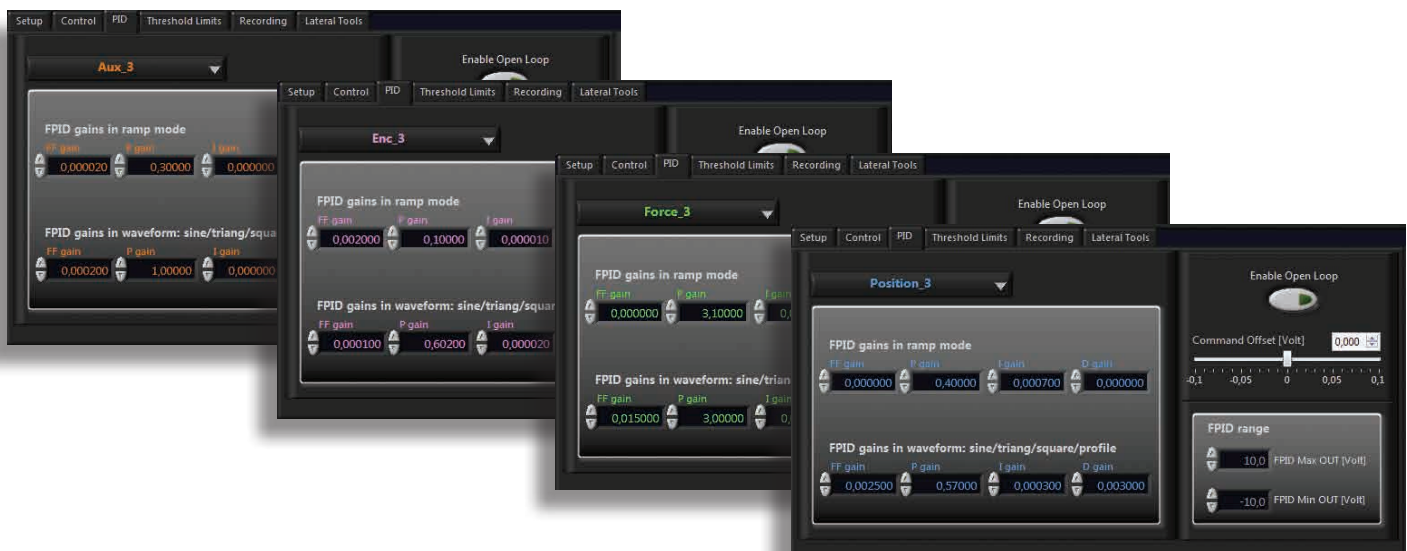 Setup Control PID Threshold Limits Recording Lateral Tools
Aux_3
Enable Open Loop
FPID gains in ramp mode
FF gain P gain I gain
0,000020 0,30000 0,000000
FPID gains in waveform: sine/triang/squa
FF gain P gain I gain
0,000200 1,00000 0,000000
Setup Control PID Threshold Limits Recording Lateral Tools
Enc_3
Enable Open Loop
FPID gains in ramp mode
FF gain P gain I gain
0,002000 0,10000 0,000010
FPID gains in waveform: sine/triang/squar
FF gain P gain I gain
0,000100 0,60200 0,000020
Setup Control PID Threshold Limits Recording Lateral Tools
Force_3
Enable Open Loop
FPID gains in ramp mode
FF gain P gain I gain
0,000000 3,10000 0,0
FPID gains in waveform: sine/trian
FF gain P gain I gain
0,015000 3,00000 0,
Setup Control PID Threshold Limits Recording Lateral Tools
Position_3
Enable Open Loop
Command Offset [Volt] 0,000
-0,1 -0,05 0 0,05 0,1
FPID gains in ramp mode
FF gain P gain I gain D gain
0,000000 0,40000 0,000700 0,000000
FPID gains in waveform: sine/triang/square/profile
FF gain P gain I gain D gain
0,002500 0,57000 0,000300 0,003000
FPID range
10,0 FPID Max OUT [Volt]
-10,0 FPID Min OUT [Volt]